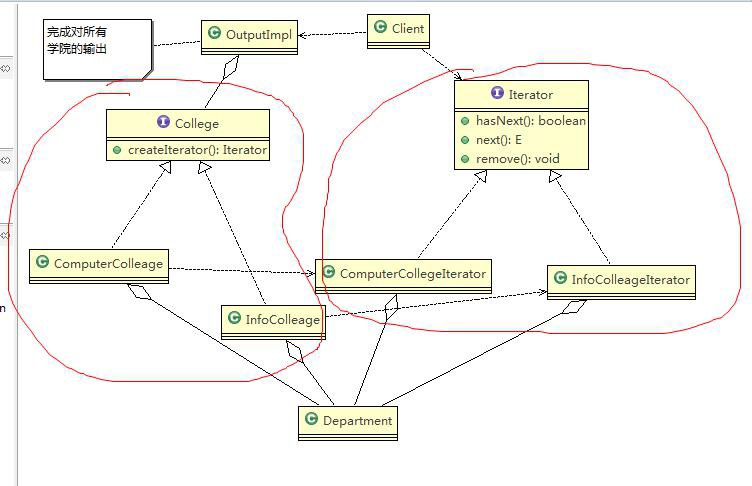 完成对所有
学院的输出
OutputImpl
Client
College
createIterator(): Iterator
Iterator
hasNext(): boolean
next(): E
remove(): void
ComputerColleage
ComputerCollegeIterator
InfoColleageIterator
InfoColleage
n
Department